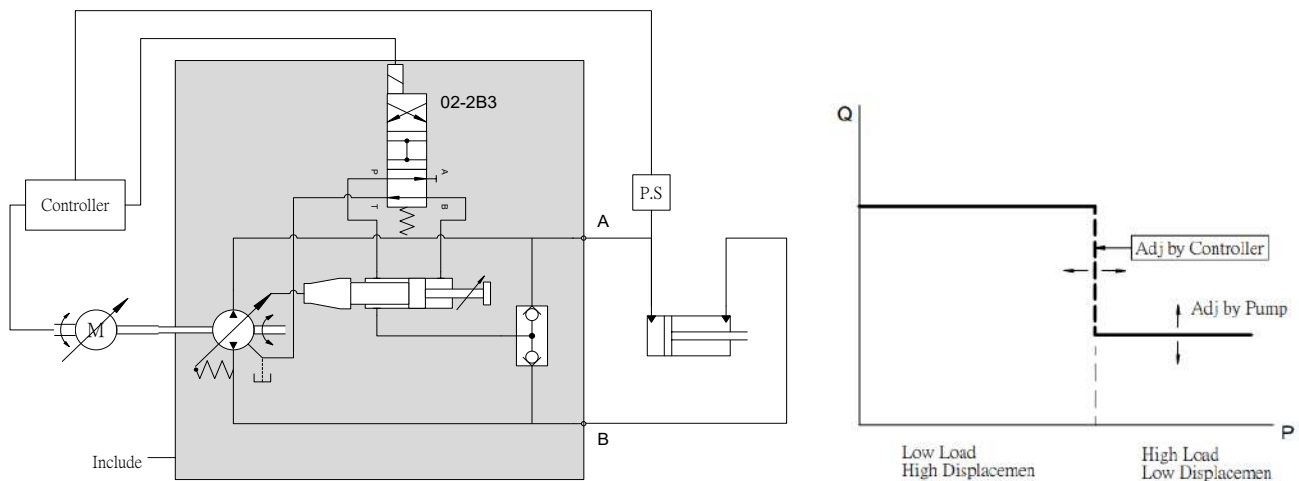 02-2B3
P
A
T
B
Controller
P.S
A
M
B
Include
Q
Adj by Controller
Adj by Pump
P
Low Load
High Displacemen
High Load
Low Displacemen